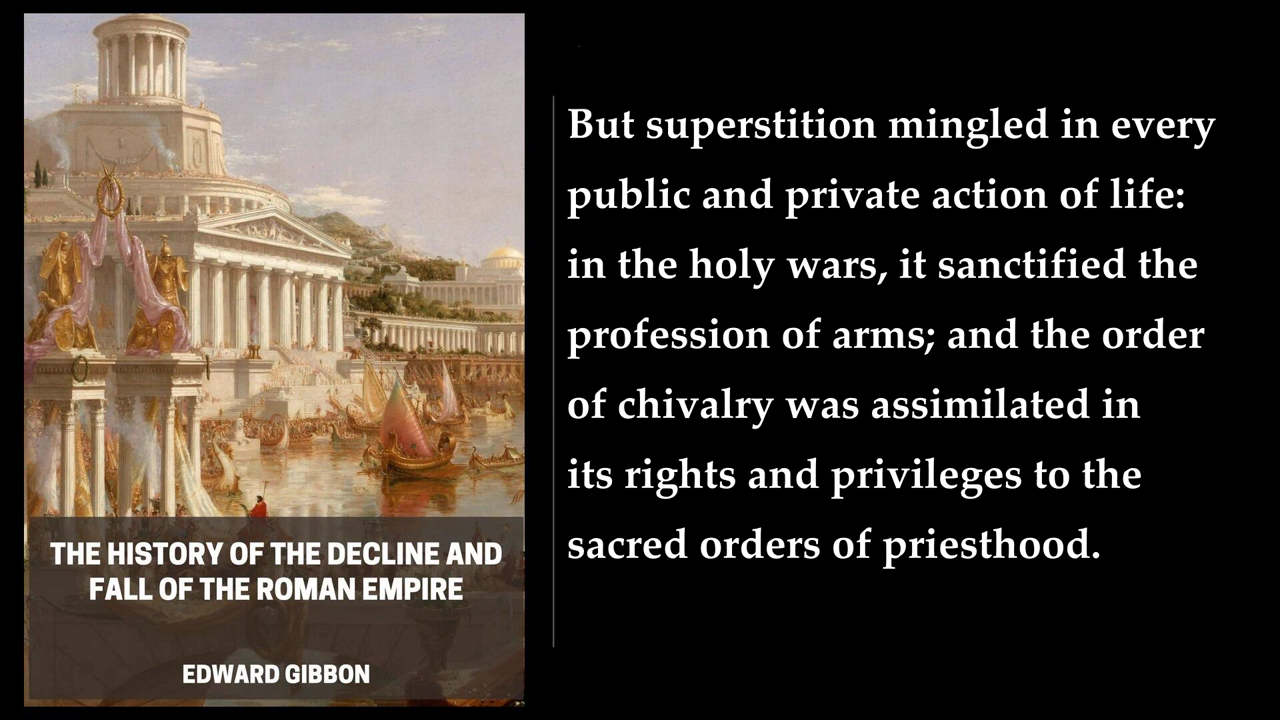 THE HISTORY OF THE DECLINE AND
FALL OF THE ROMAN EMPIRE
EDWARD GIBBON
But superstition mingled in every
public and private action of life:
in the holy wars, it sanctified the
profession of arms; and the order
of chivalry was assimilated in
its rights and privileges to the
sacred orders of priesthood.